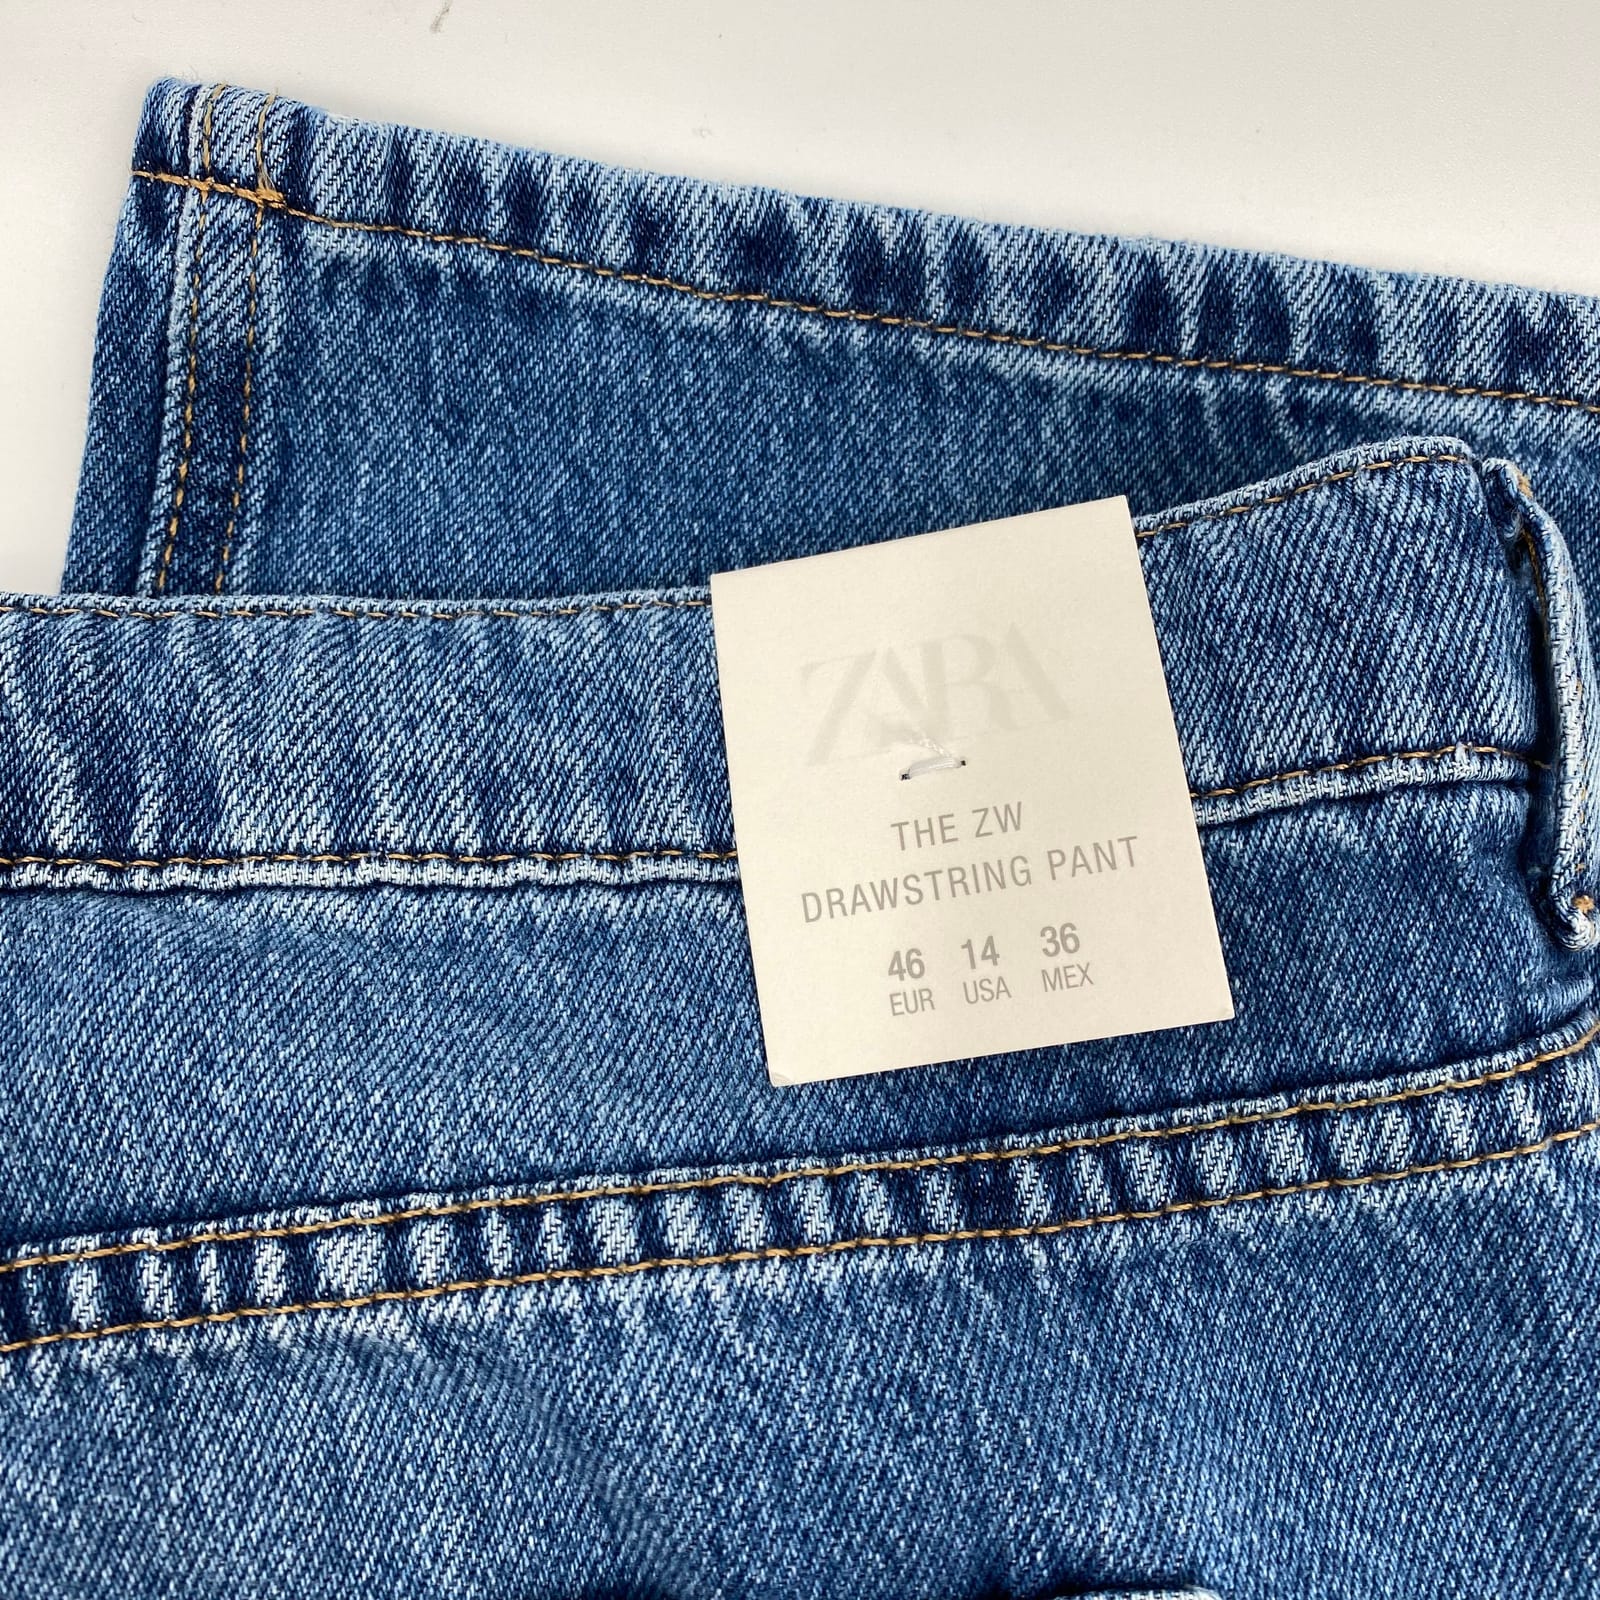 ZARA
THE ZW
DRAWSTRING PANT
46 14 36
EUR USA MEX